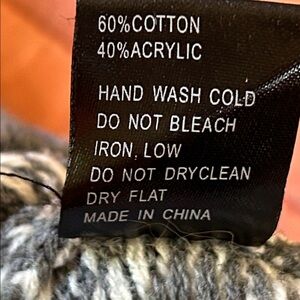 60%COTTON
40%ACRYLIC
HAND WASH COLD
DO NOT BLEACH
IRON, LOW
DO NOT DRYCLEAN
DRY FLAT
MADE IN CHINA